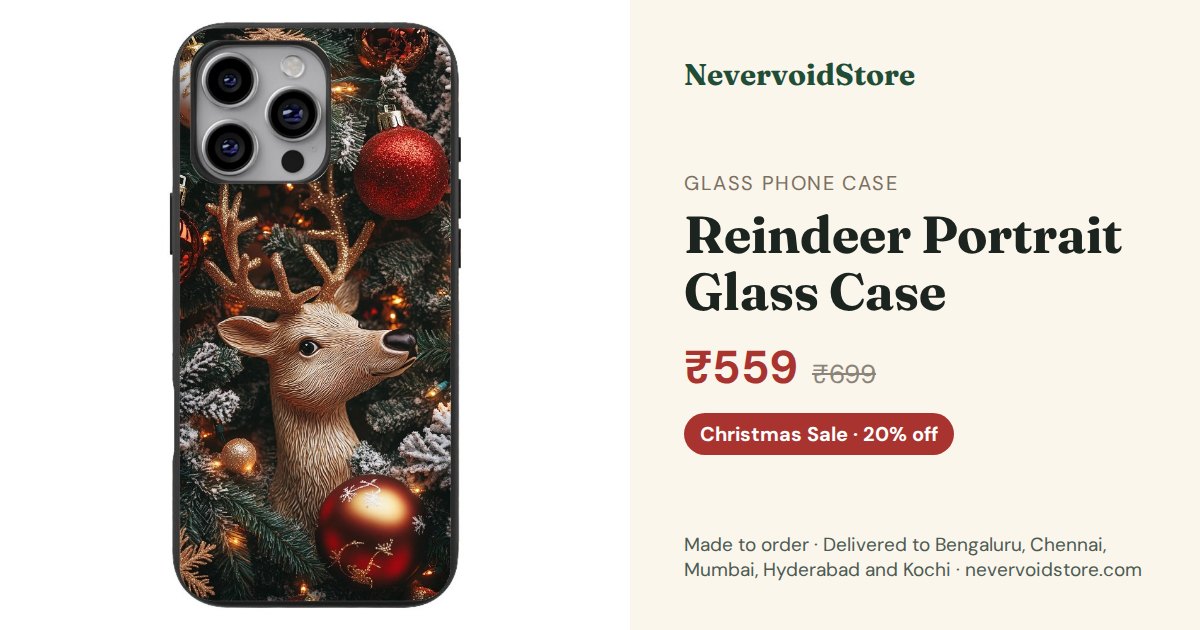 NevervoidStore
GLASS PHONE CASE
Reindeer Portrait
Glass Case
₹559 ₹699
Christmas Sale · 20% off
Made to order · Delivered to Bengaluru, Chennai,
Mumbai, Hyderabad and Kochi · nevervoidstore.com